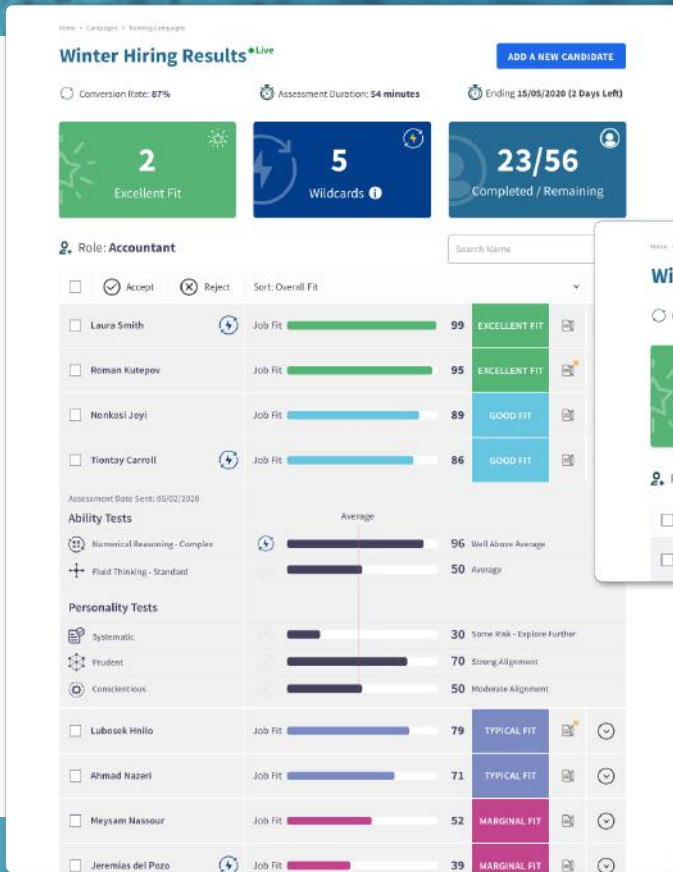 Home > Campaigns > Running Campaigns
Winter Hiring Results Live
ADD A NEW CANDIDATE
Conversion Rate: 87%
Assessment Duration: 54 minutes
Ending 15/05/2020 (2 Days Left)
2
Excellent Fit
5
Wildcards i
23/56
Completed / Remaining
Role: Accountant
Search Name
Accept Reject Sort: Overall Fit
Laura Smith Job Fit 99 EXCELLENT FIT
Roman Kutepov Job Fit 95 EXCELLENT FIT
Nonkosi Joyi Job Fit 89 GOOD FIT
Tiontay Carroll Job Fit 86 GOOD FIT
Assessment Date Sent: 05/02/2020
Ability Tests Average
Numerical Reasoning - Complex 96 Well Above Average
Fluid Thinking - Standard 50 Average
Personality Tests
Systematic 30 Some Risk - Explore Further
Prudent 70 Strong Alignment
Conscientious 50 Moderate Alignment
Lubosek Hnilo Job Fit 79 TYPICAL FIT
Ahmad Nazeri Job Fit 71 TYPICAL FIT
Meysam Nassour Job Fit 52 MARGINAL FIT
Jeremías del Pozo Job Fit 39 MARGINAL FIT
Home
Wi